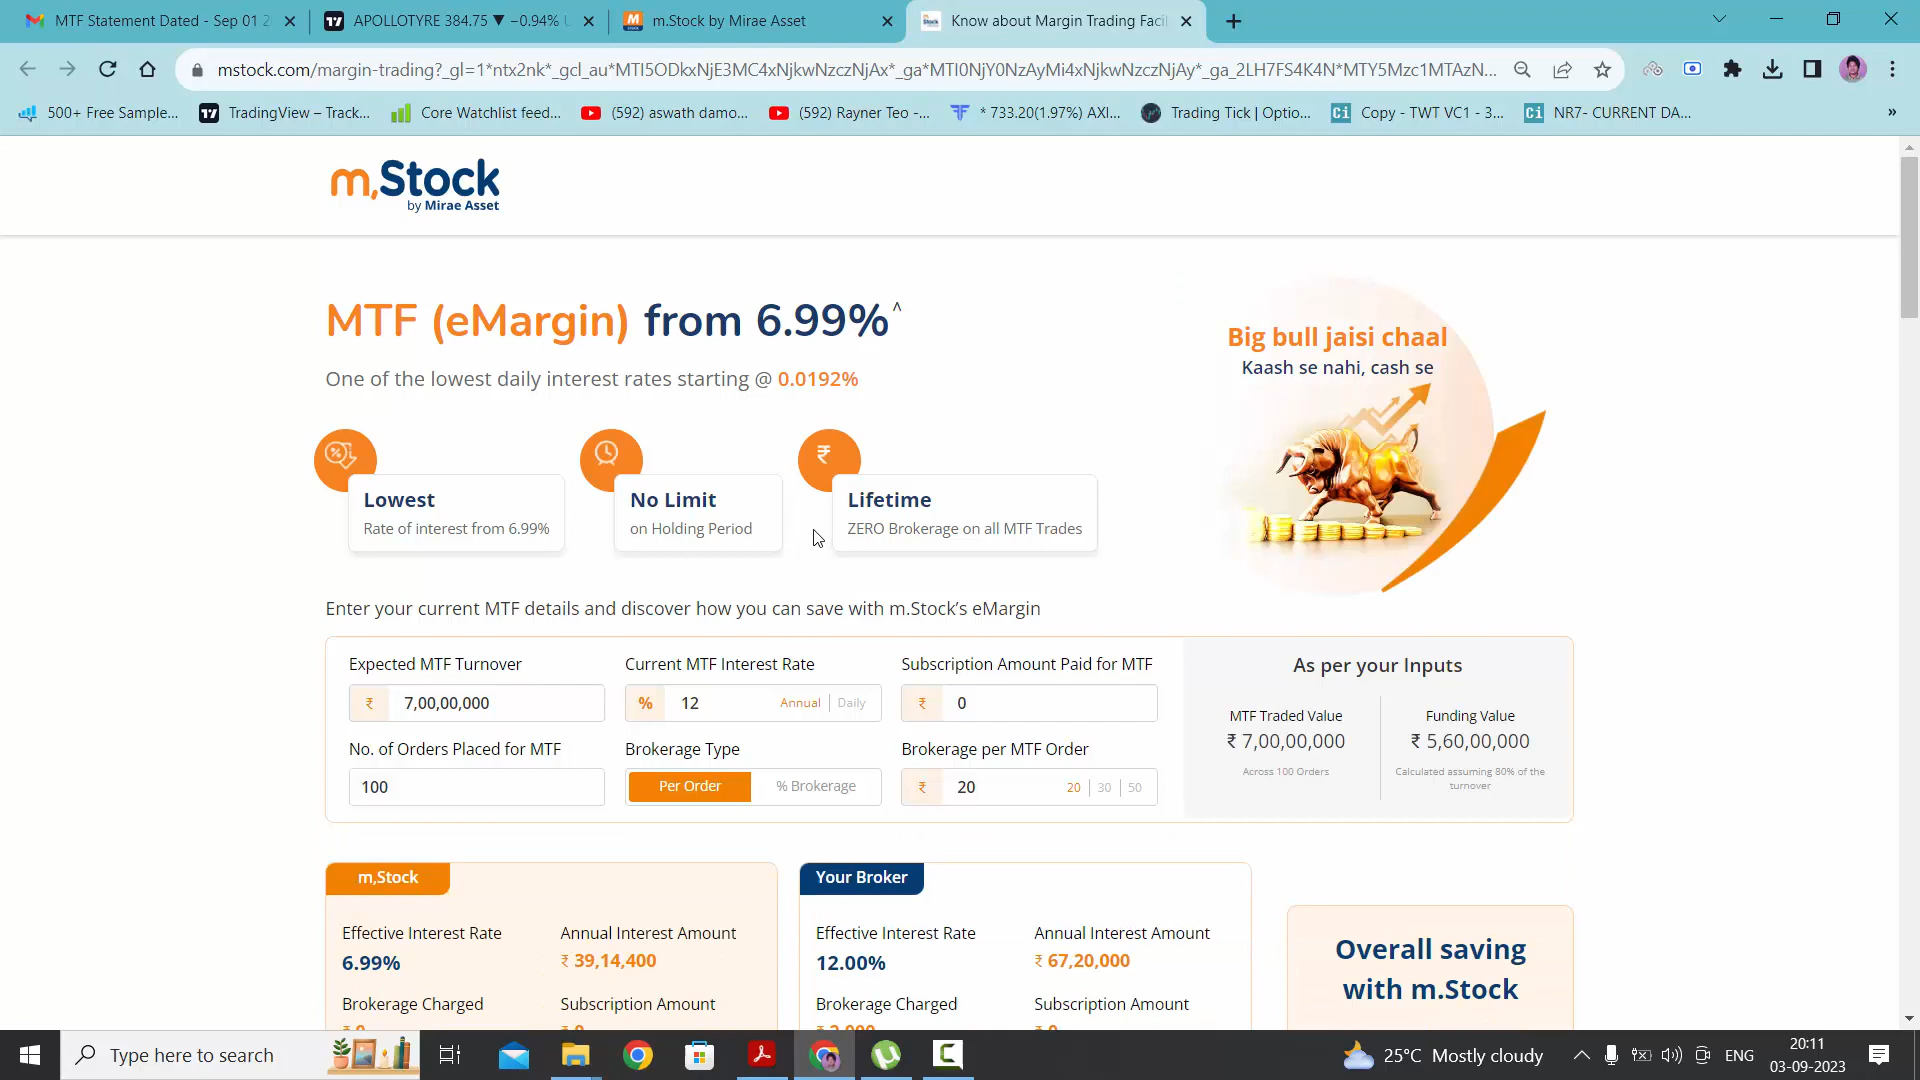 MTF Statement Dated - Sep 01 2
APOLLOTYRE 384.75 ▼ −0.94% U
m.Stock by Mirae Asset
Know about Margin Trading Facil
mstock.com/margin-trading?_gl=1*ntx2nk*_gcl_au*MTI5ODkxNjE3MC4xNjkwNzczNjAx*_ga*MTI0NjY0NzAyMi4xNjkwNzczNjAy*_ga_2LH7FS4K4N*MTY5Mzc1MTAzN...
500+ Free Sample...
TradingView – Track...
Core Watchlist feed...
(592) aswath damo...
(592) Rayner Teo -...
* 733.20(1.97%) AXI...
Trading Tick | Optio...
Copy - TWT VC1 - 3...
NR7- CURRENT DA...
»
m.Stock
by Mirae Asset
MTF (eMargin) from 6.99%^
One of the lowest daily interest rates starting @ 0.0192%
Big bull jaisi chaal
Kaash se nahi, cash se
Lowest
Rate of interest from 6.99%
No Limit
on Holding Period
₹
Lifetime
ZERO Brokerage on all MTF Trades
Enter your current MTF details and discover how you can save with m.Stock’s eMargin
Expected MTF Turnover
₹ 7,00,00,000
Current MTF Interest Rate
% 12 Annual | Daily
Subscription Amount Paid for MTF
₹ 0
No. of Orders Placed for MTF
100
Brokerage Type
Per Order % Brokerage
Brokerage per MTF Order
₹ 20 20 | 30 | 50
As per your Inputs
MTF Traded Value
₹ 7,00,00,000
Across 100 Orders
Funding Value
₹ 5,60,00,000
Calculated assuming 80% of the
turnover
m.Stock
Effective Interest Rate
6.99%
Annual Interest Amount
₹ 39,14,400
Brokerage Charged
₹ 0
Subscription Amount
₹ 0
Your Broker
Effective Interest Rate
12.00%
Annual Interest Amount
₹ 67,20,000
Brokerage Charged
₹ 2,000
Subscription Amount
₹ 0
Overall saving
with m.Stock
Type here to search
25°C Mostly cloudy
ENG
20:11
03-09-2023